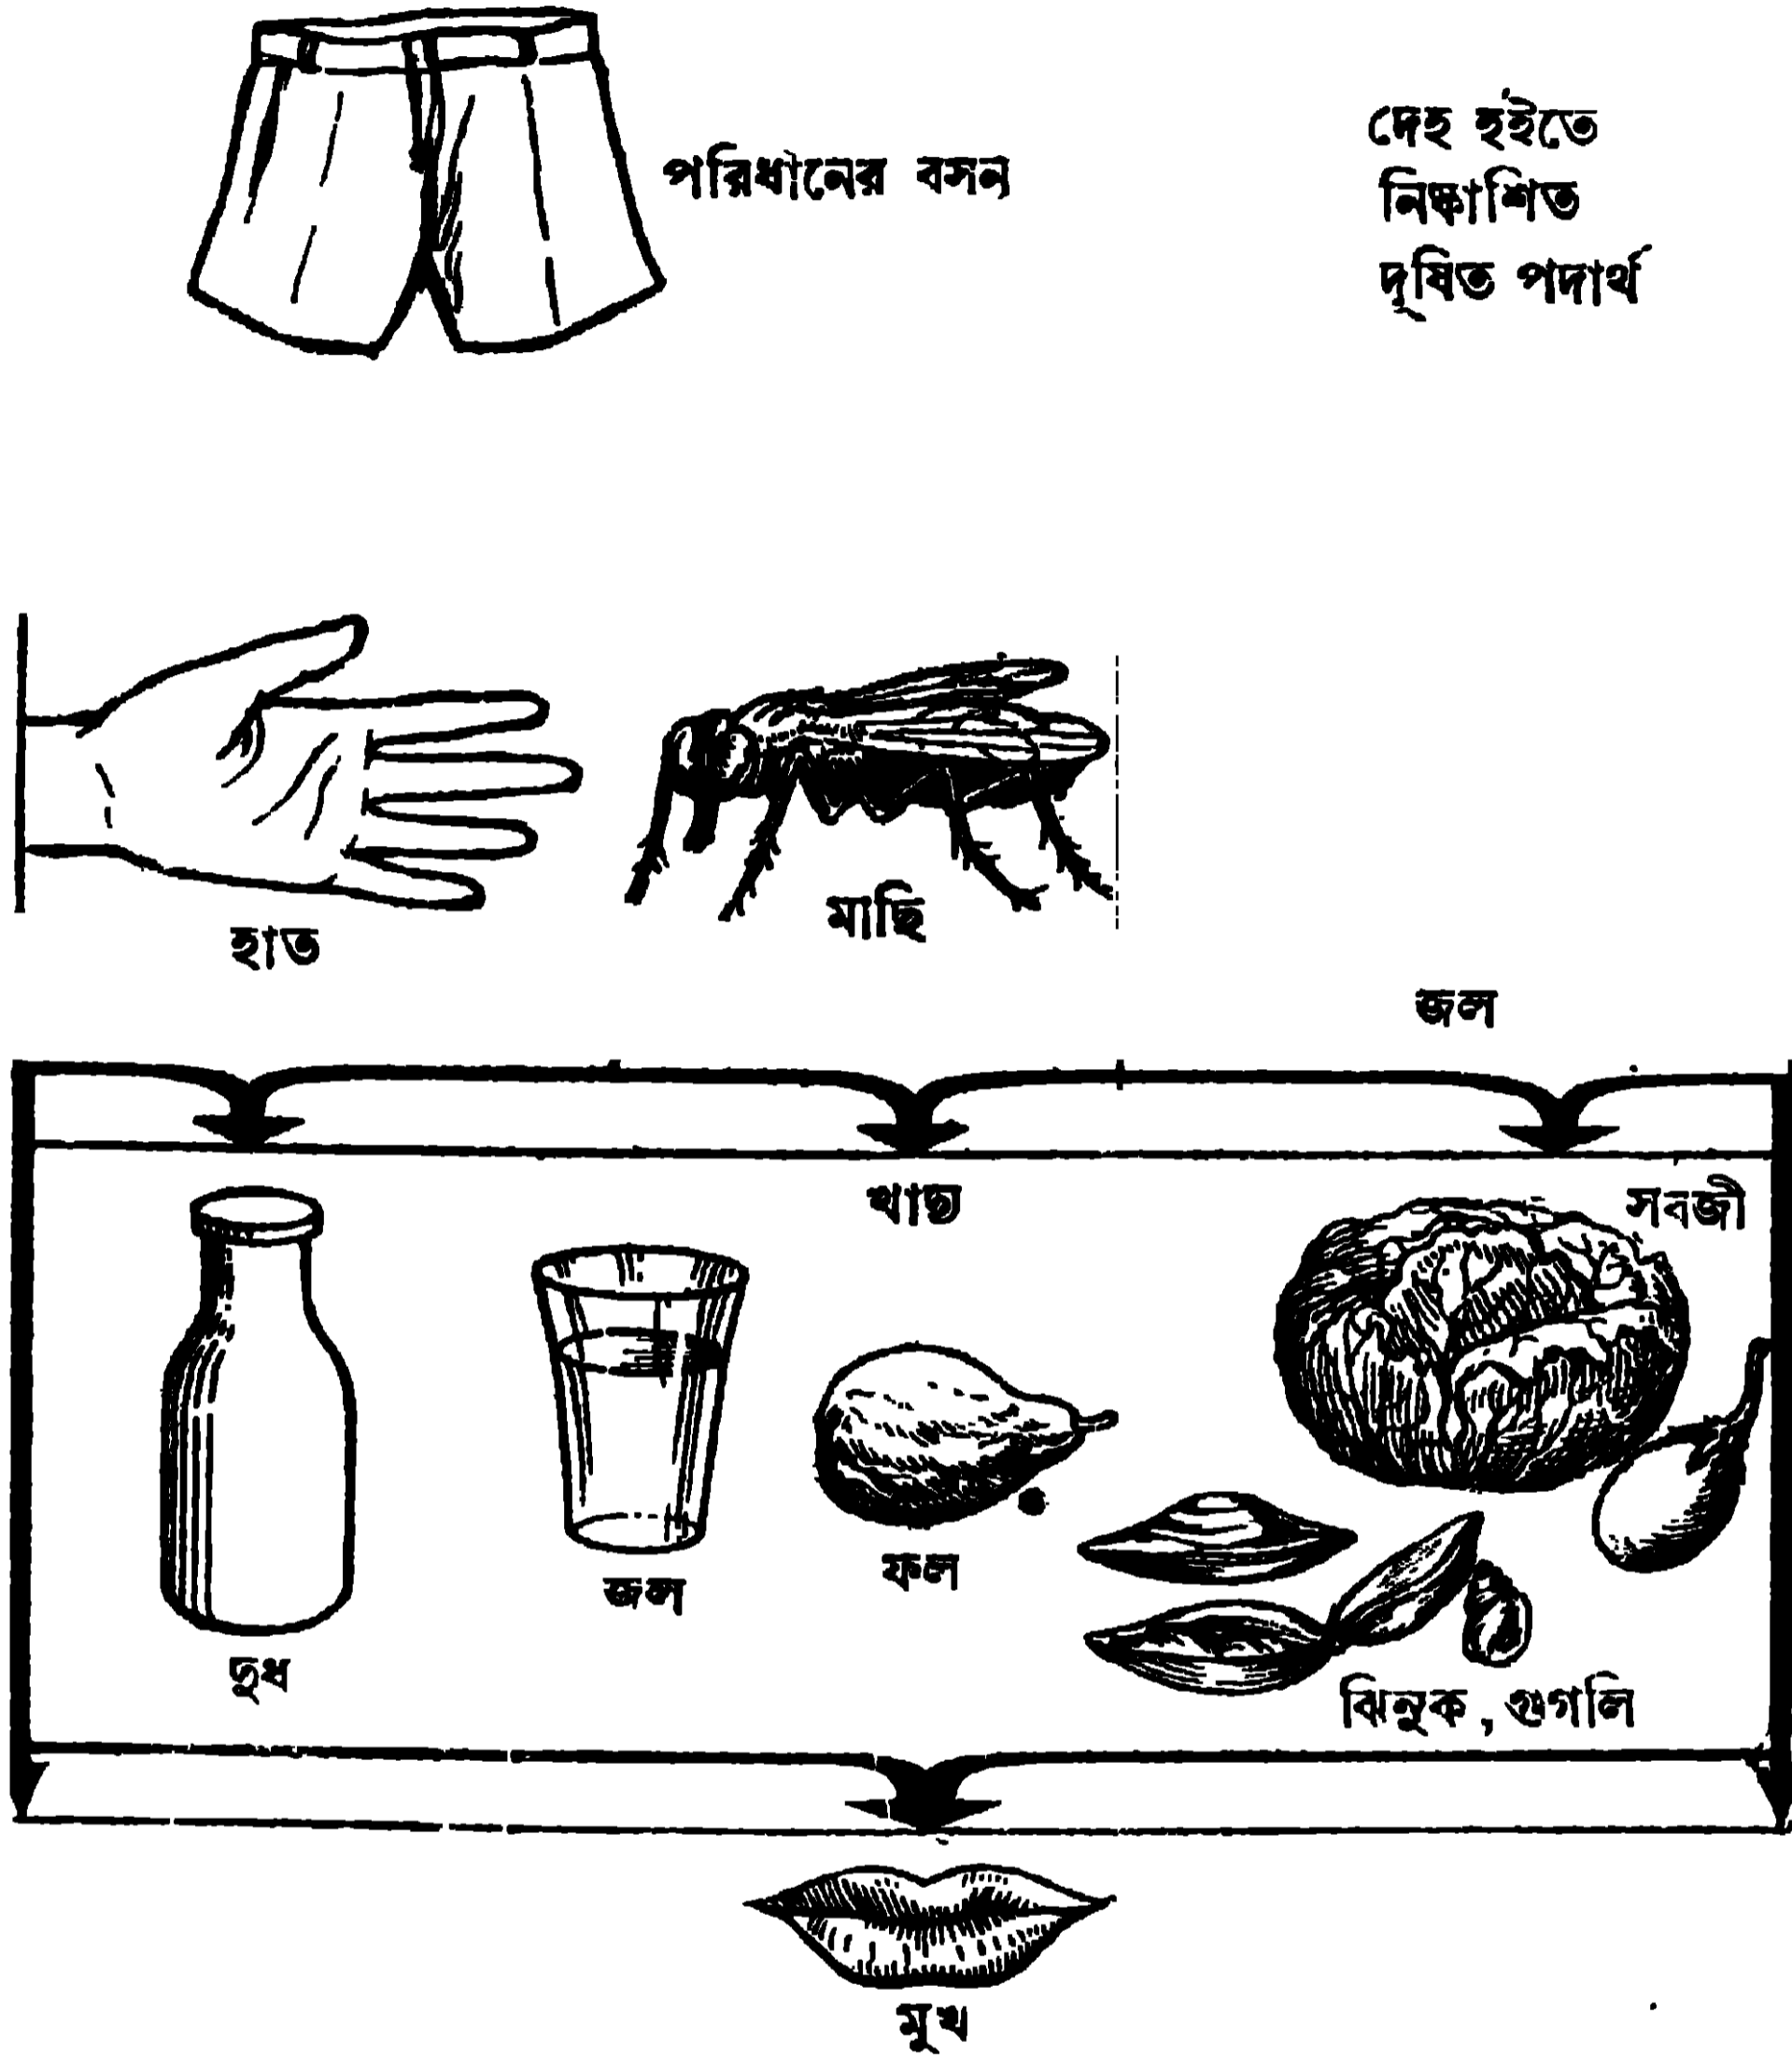 পরিধানের বসন
দেহ হইতে
নিষ্কাশিত
দূষিত পদার্থ
হাত
মাছি
জল
খাদ্য
সবজী
জল
ফল
দুধ
ঝিনুক, গুগলি
মুখ